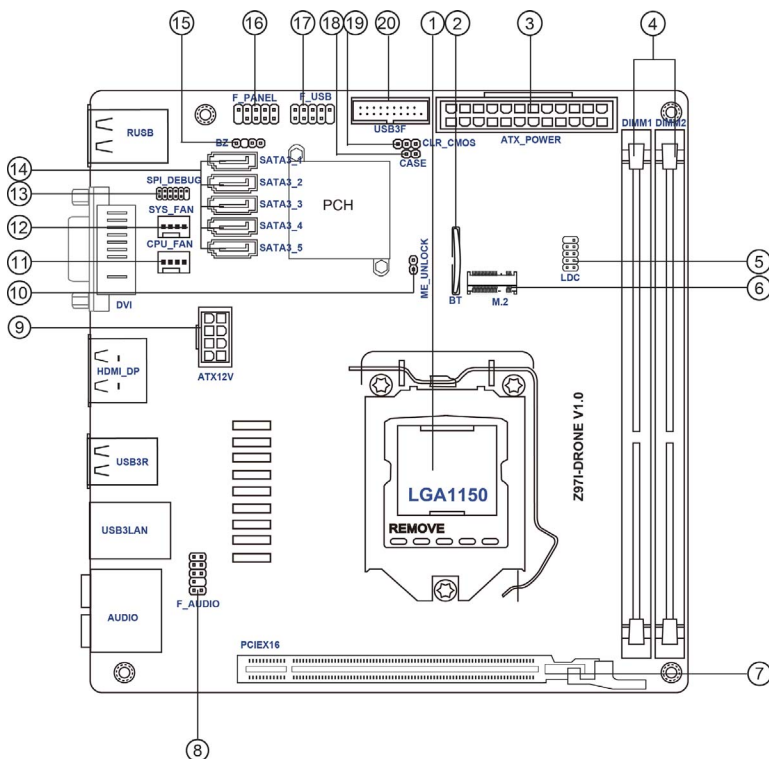 1
2
3
4
15
16
17
18
19
20
F_PANEL
F_USB
USB3F
ATX_POWER
DIMM1
DIMM2
RUSB
BZ
CLR_CMOS
CASE
14
13
SPI_DEBUG
SATA3_1
SATA3_2
SATA3_3
SATA3_4
SATA3_5
PCH
12
SYS_FAN
11
CPU_FAN
10
ME_UNLOCK
DVI
BT
M.2
LDC
5
6
9
ATX12V
HDMI_DP
USB3R
LGA1150
REMOVE
Z97I-DRONE V1.0
USB3LAN
F_AUDIO
AUDIO
PCIEX16
7
8